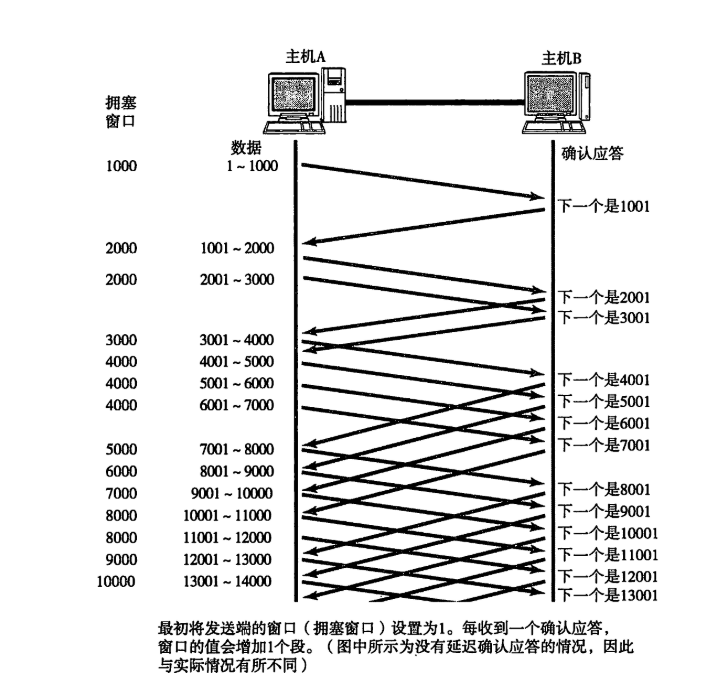 主机A
主机B
拥塞
窗口
数据
确认应答
1000 1~1000
下一个是1001
2000 1001~2000
2000 2001~3000
下一个是2001
下一个是3001
3000 3001~4000
4000 4001~5000
4000 5001~6000
4000 6001~7000
下一个是4001
下一个是5001
下一个是6001
下一个是7001
5000 7001~8000
6000 8001~9000
7000 9001~10000
8000 10001~11000
8000 11001~12000
9000 12001~13000
10000 13001~14000
下一个是8001
下一个是9001
下一个是10001
下一个是11001
下一个是12001
下一个是13001
最初将发送端的窗口（拥塞窗口）设置为1。每收到一个确认应答，
窗口的值会增加1个段。（图中所示为没有延迟确认应答的情况，因此
与实际情况有所不同）